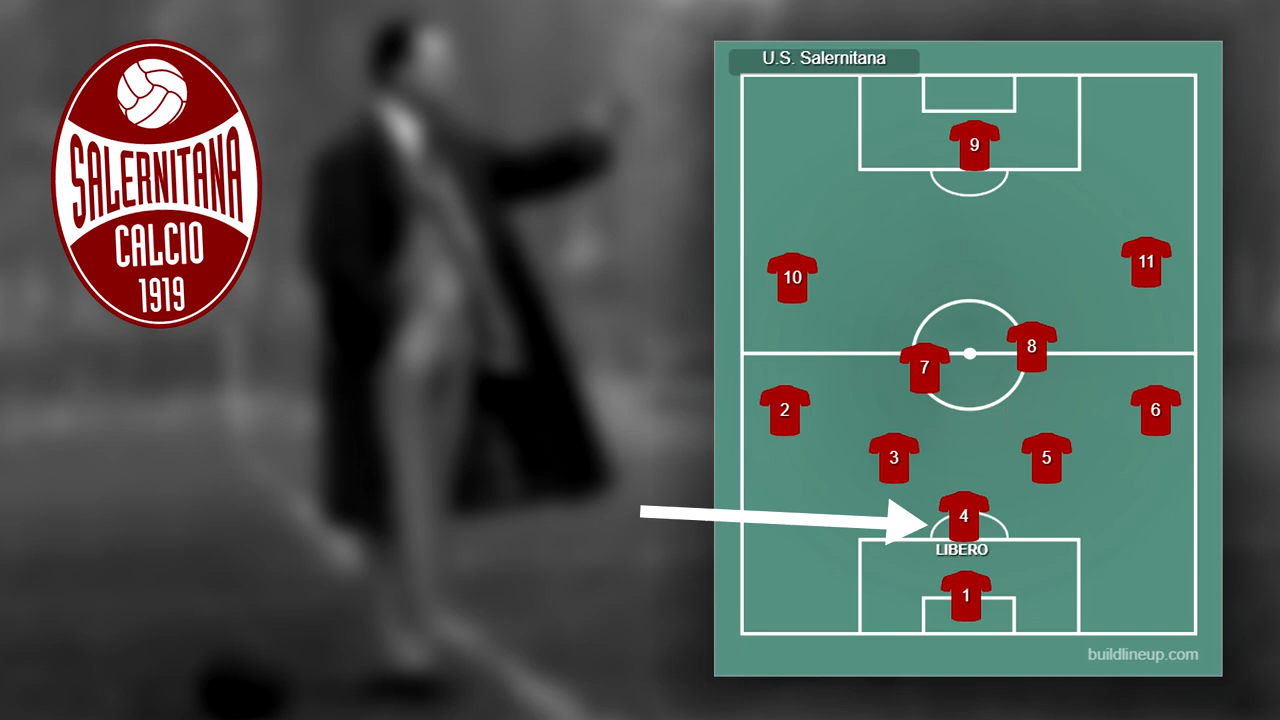 SALERNITANA
CALCIO
1919
U.S. Salernitana
9
11
10
8
7
2
6
3
5
4
LIBERO
1
buildlineup.com